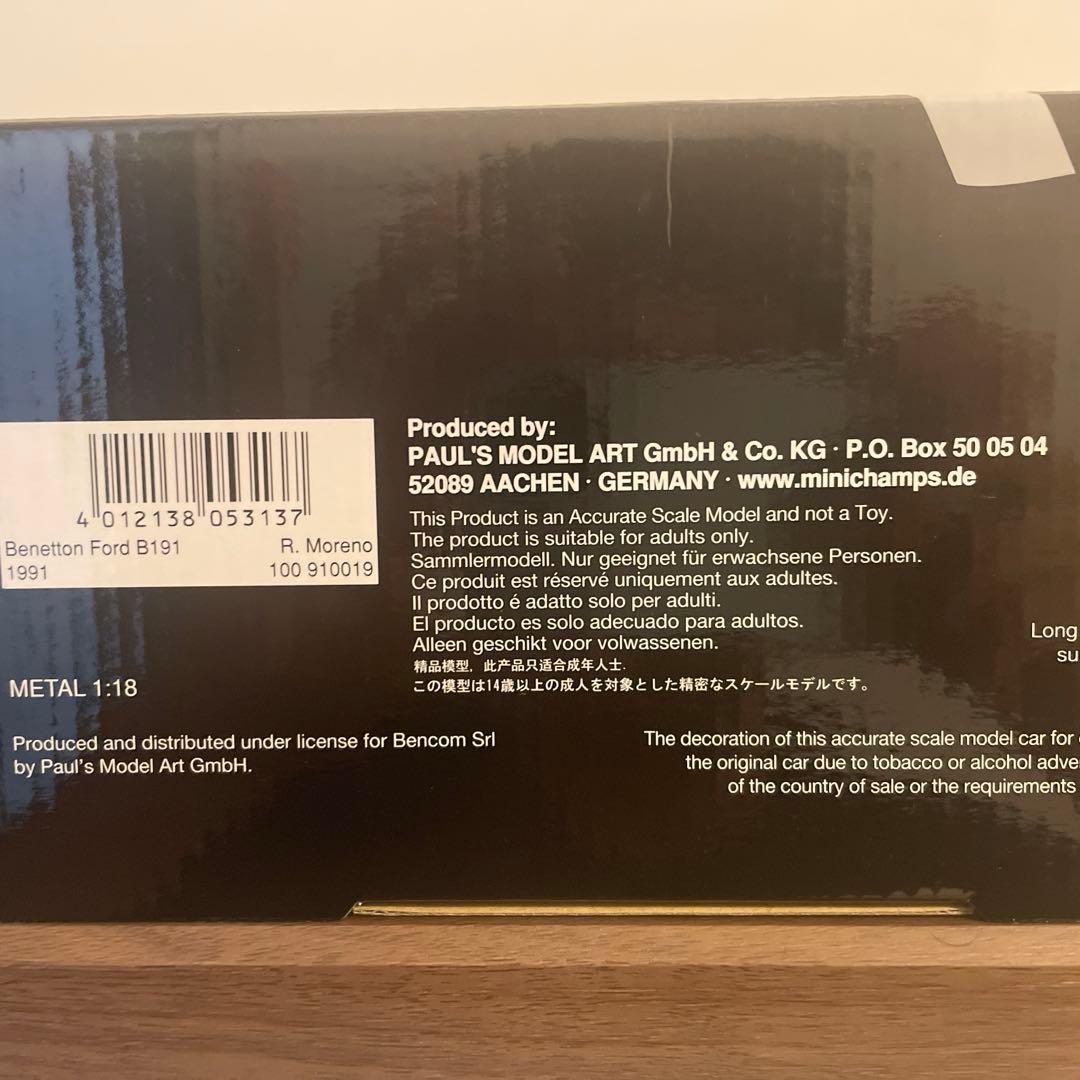 4 012138 053137
Benetton Ford B191 R. Moreno
1991 100 910019
Produced by:
PAUL'S MODEL ART GmbH & Co. KG · P.O. Box 50 05 04
52089 AACHEN · GERMANY · www.minichamps.de
This Product is an Accurate Scale Model and not a Toy.
The product is suitable for adults only.
Sammlermodell. Nur geeignet für erwachsene Personen.
Ce produit est réservé uniquement aux adultes.
Il prodotto é adatto solo per adulti.
El producto es solo adecuado para adultos.
Alleen geschikt voor volwassenen.
精品模型，此产品只适合成年人士.
この模型は14歳以上の成人を対象とした精密なスケールモデルです。
Long
su
METAL 1:18
Produced and distributed under license for Bencom Srl
by Paul's Model Art GmbH.
The decoration of this accurate scale model car for
the original car due to tobacco or alcohol adve
of the country of sale or the requirements